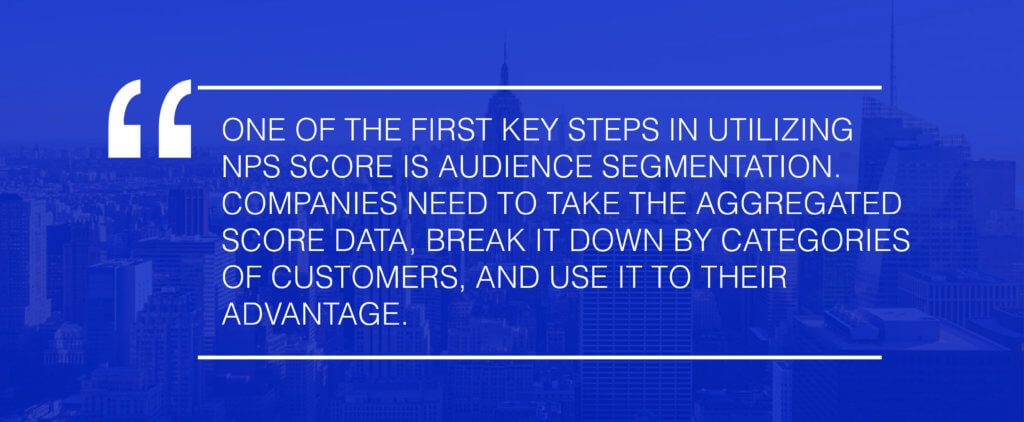 “
ONE OF THE FIRST KEY STEPS IN UTILIZING
NPS SCORE IS AUDIENCE SEGMENTATION.
COMPANIES NEED TO TAKE THE AGGREGATED
SCORE DATA, BREAK IT DOWN BY CATEGORIES
OF CUSTOMERS, AND USE IT TO THEIR
ADVANTAGE.